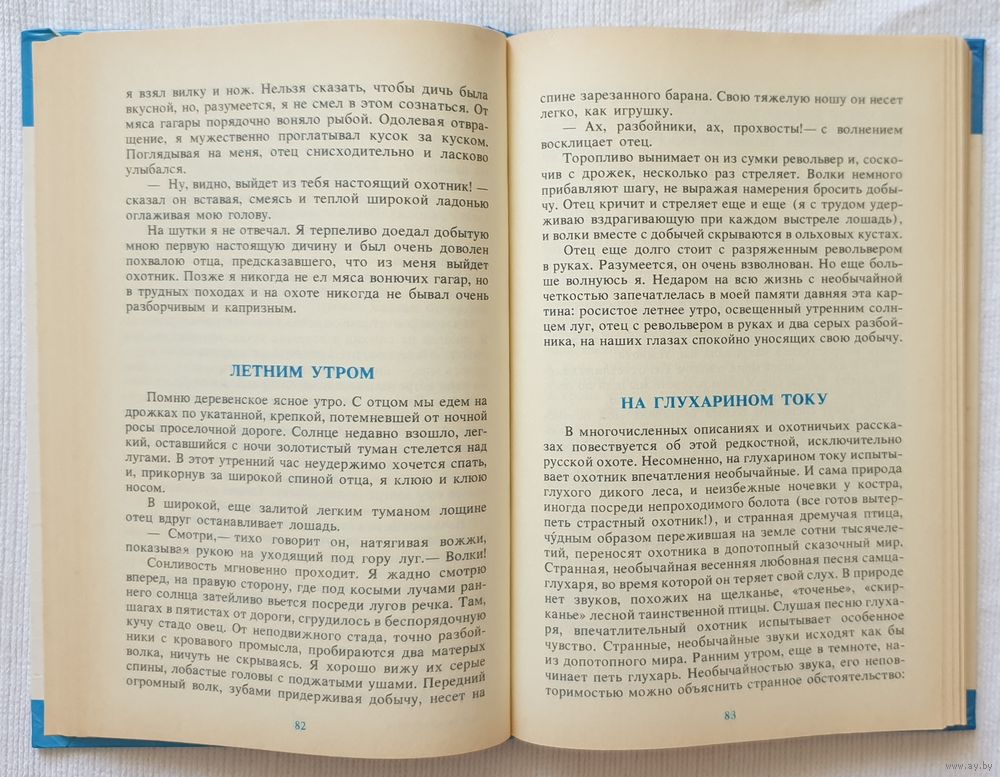 я взял вилку и нож. Нельзя сказать, чтобы дичь была
вкусной, но, разумеется, я не смел в этом сознаться. От
мяса гагары порядочно воняло рыбой. Одолевая отвра-
щение, я мужественно проглатывал кусок за куском.
Поглядывая на меня, отец снисходительно и ласково
улыбался.
— Ну, видно, выйдет из тебя настоящий охотник! —
сказал он вставая, смеясь и теплой широкой ладонью
оглаживая мою голову.
На шутки я не отвечал. Я терпеливо доедал добытую
мною первую настоящую дичину и был очень доволен
похвалою отца, предсказавшего, что из меня выйдет
охотник. Позже я никогда не ел мяса вонючих гагар, но
в трудных походах и на охоте никогда не бывал очень
разборчивым и капризным.
ЛЕТНИМ УТРОМ
Помню деревенское ясное утро. С отцом мы едем на
дрожках по укатанной, крепкой, потемневшей от ночной
росы проселочной дороге. Солнце недавно взошло, лег-
кий, оставшийся с ночи золотистый туман стелется над
лугами. В этот утренний час неудержимо хочется спать,
и, прикорнув за широкой спиной отца, я клюю и клюю
носом.
В широкой, еще залитой легким туманом лощине
отец вдруг останавливает лошадь.
— Смотри,— тихо говорит он, натягивая вожжи,
показывая рукою на уходящий под гору луг.— Волки!
Сонливость мгновенно проходит. Я жадно смотрю
вперед, на правую сторону, где под косыми лучами ран-
него солнца затейливо вьется посреди лугов речка. Там,
шагах в пятистах от дороги, сгрудилось в беспорядочную
кучу стадо овец. От неподвижного стада, точно разбой-
ники с кровавого промысла, пробираются два матерых
волка, ничуть не скрываясь. Я хорошо вижу их серые
спины, лобастые головы с поджатыми ушами. Передний
огромный волк, зубами придерживая добычу, несет на
82
спине зарезанного барана. Свою тяжелую ношу он несет
легко, как игрушку.
— Ах, разбойники, ах, прохвосты!— с волнением
восклицает отец.
Торопливо вынимает он из сумки револьвер и, соско-
чив с дрожек, несколько раз стреляет. Волки немного
прибавляют шагу, не выражая намерения бросить добы-
чу. Отец кричит и стреляет еще и еще (я с трудом удер-
живаю вздрагивающую при каждом выстреле лошадь),
и волки вместе с добычей скрываются в ольховых кустах.
Отец еще долго стоит с разряженным револьвером
в руках. Разумеется, он очень взволнован. Но еще боль-
ше волнуюсь я. Недаром на всю жизнь с необычайной
четкостью запечатлелась в моей памяти давняя эта кар-
тина: росистое летнее утро, освещенный утренним солн-
цем луг, отец с револьвером в руках и два серых разбой-
ника, на наших глазах спокойно уносящих свою добычу.
НА ГЛУХАРИНОМ ТОКУ
В многочисленных описаниях и охотничьих расска-
зах повествуется об этой редкостной, исключительно
русской охоте. Несомненно, на глухарином току испыты-
вает охотник впечатления необычайные. И сама природа
глухого дикого леса, и неизбежные ночевки у костра,
иногда посреди непроходимого болота (все готов вытер-
петь страстный охотник!), и странная дремучая птица,
чу́дным образом пережившая на земле сотни тысячеле-
тий, переносят охотника в допотопный сказочный мир.
Странная, необычайная весенняя любовная песня самца-
глухаря, во время которой он теряет свой слух. В природе
нет звуков, похожих на щелканье, «точенье», «скир-
канье» лесной таинственной птицы. Слушая песню глуха-
ря, впечатлительный охотник испытывает особенное
чувство. Странные, необычайные звуки исходят как бы
из допотопного мира. Ранним утром, еще в темноте, на-
чинает петь глухарь. Необычайностью звука, его непов-
торимостью можно объяснить странное обстоятельство:
83
www.ay.by